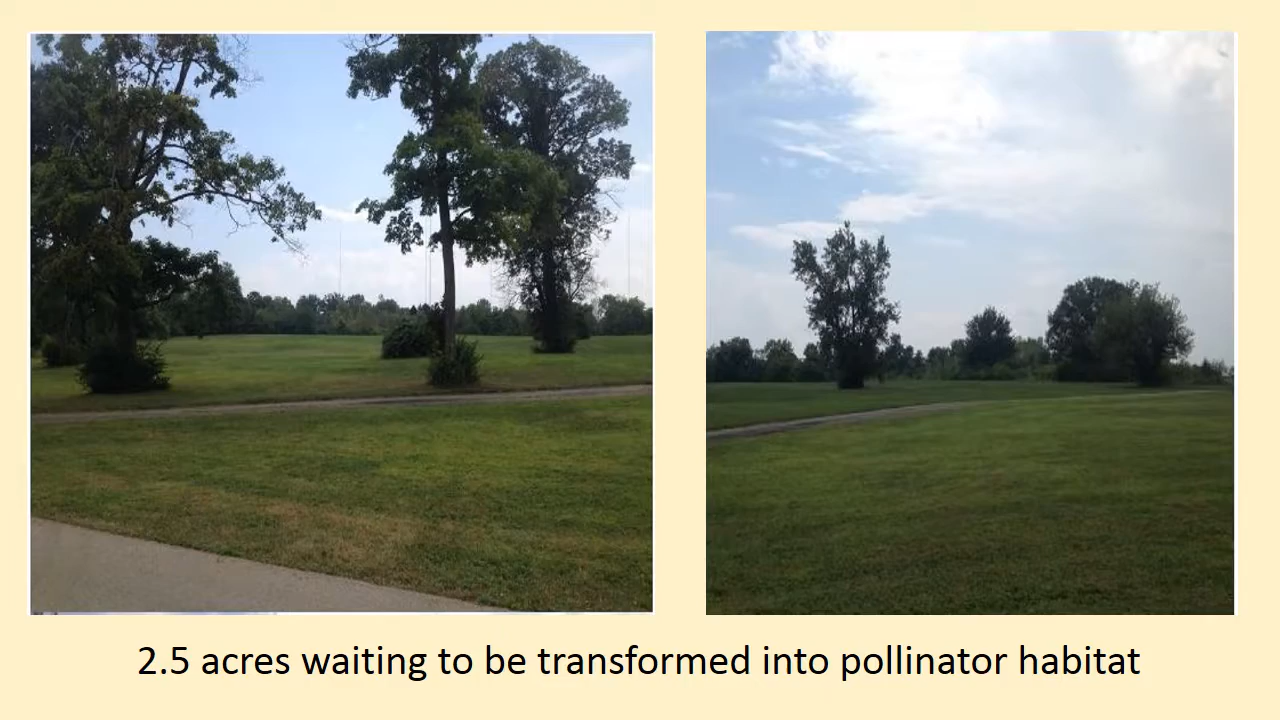 2.5 acres waiting to be transformed into pollinator habitat